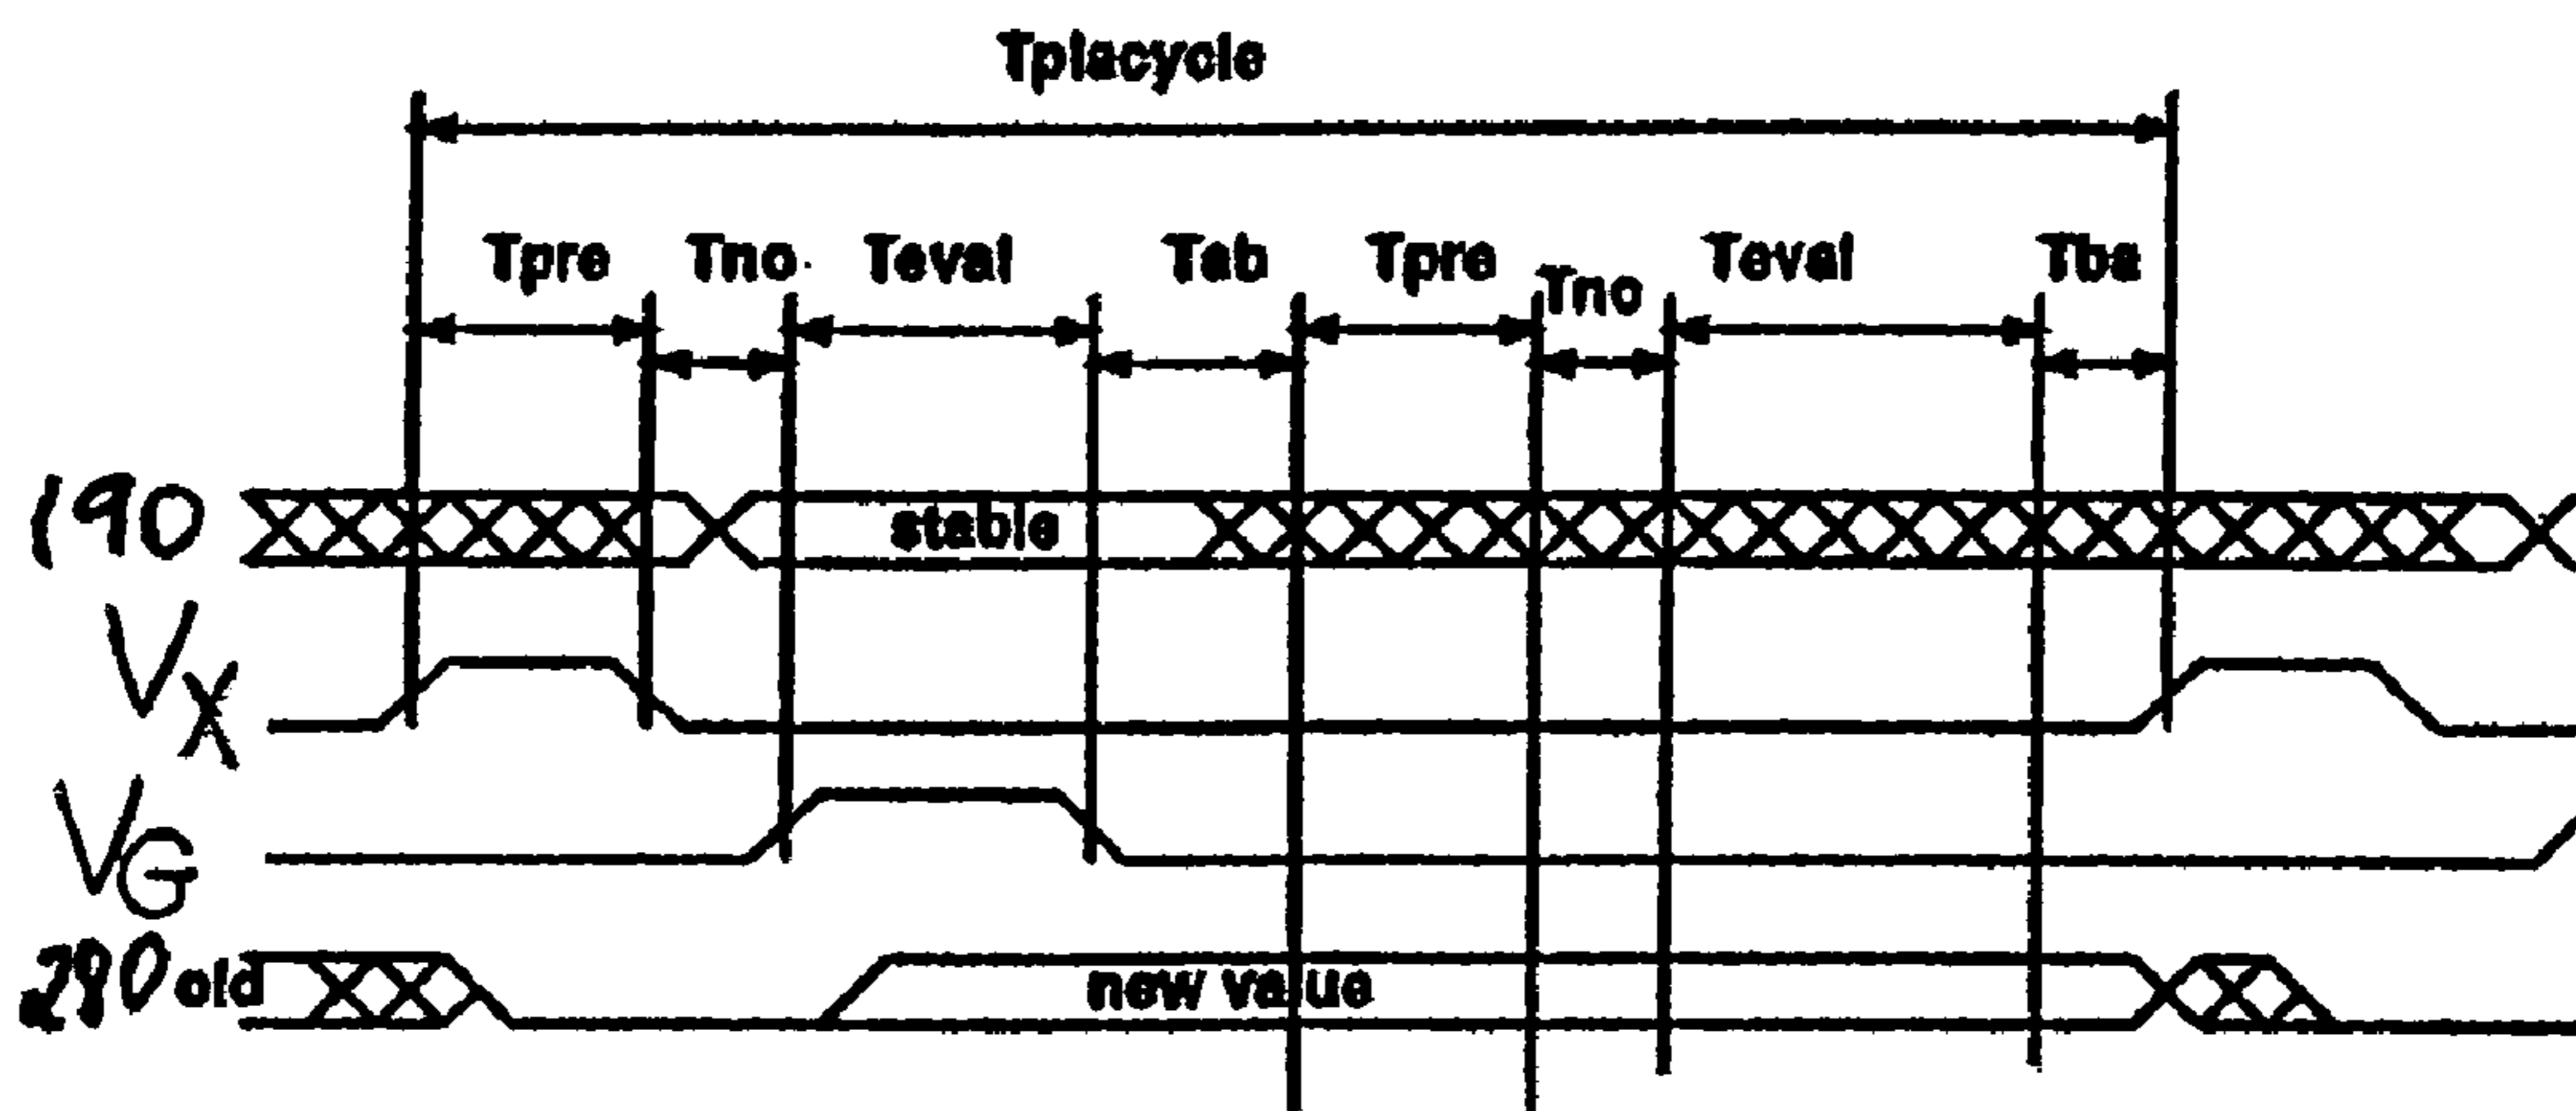 Tplacycle
Tpre Tno Teval Tab Tpre Tno Teval Tba
190 stable
VX
VG
280 old new value